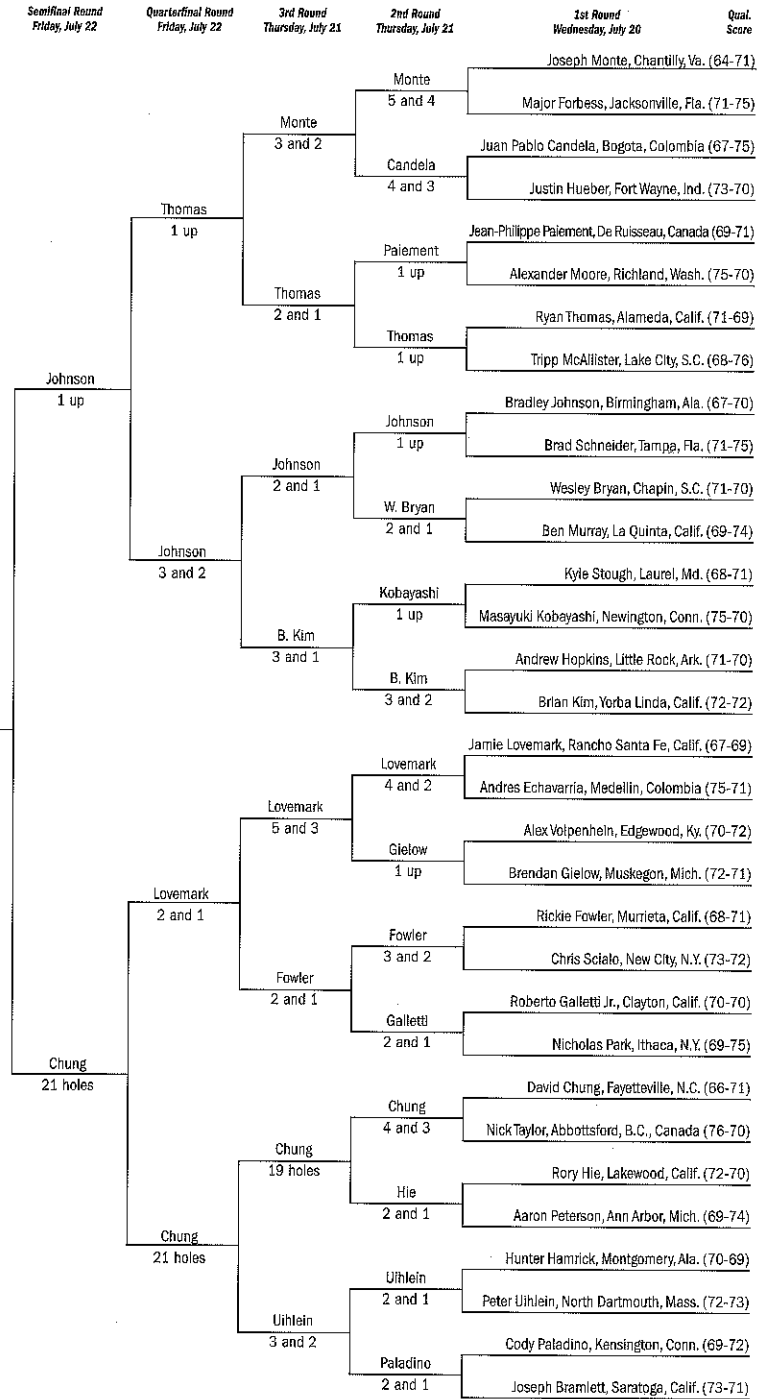 Semifinal Round Quarterfinal Round 3rd Round 2nd Round 1st Round Qual.
Friday, July 22 Friday, July 22 Thursday, July 21 Thursday, July 21 Wednesday, July 20 Score
Joseph Monte, Chantilly, Va. (64-71)
Monte
5 and 4
Major Forbess, Jacksonville, Fla. (71-75)
Monte
3 and 2
Juan Pablo Candela, Bogota, Colombia (67-75)
Candela
4 and 3
Justin Hueber, Fort Wayne, Ind. (73-70)
Thomas
1 up
Jean-Philippe Paiement, De Ruisseau, Canada (69-71)
Paiement
1 up
Alexander Moore, Richland, Wash. (75-70)
Thomas
2 and 1
Ryan Thomas, Alameda, Calif. (71-69)
Thomas
1 up
Tripp McAllister, Lake City, S.C. (68-76)
Johnson
1 up
Bradley Johnson, Birmingham, Ala. (67-70)
Johnson
1 up
Brad Schneider, Tampa, Fla. (71-75)
Johnson
2 and 1
Wesley Bryan, Chapin, S.C. (71-70)
W. Bryan
2 and 1
Ben Murray, La Quinta, Calif. (69-74)
Johnson
3 and 2
Kyle Stough, Laurel, Md. (68-71)
Kobayashi
1 up
Masayuki Kobayashi, Newington, Conn. (75-70)
B. Kim
3 and 1
Andrew Hopkins, Little Rock, Ark. (71-70)
B. Kim
3 and 2
Brian Kim, Yorba Linda, Calif. (72-72)
Jamie Lovemark, Rancho Santa Fe, Calif. (67-69)
Lovemark
4 and 2
Andres Echavarria, Medellin, Colombia (75-71)
Lovemark
5 and 3
Alex Volpenhein, Edgewood, Ky. (70-72)
Gielow
1 up
Brendan Gielow, Muskegon, Mich. (72-71)
Lovemark
2 and 1
Rickie Fowler, Murrieta, Calif. (68-71)
Fowler
3 and 2
Chris Scialo, New City, N.Y. (73-72)
Fowler
2 and 1
Roberto Galletti Jr., Clayton, Calif. (70-70)
Galletti
2 and 1
Nicholas Park, Ithaca, N.Y. (69-75)
Chung
21 holes
David Chung, Fayetteville, N.C. (66-71)
Chung
4 and 3
Nick Taylor, Abbottsford, B.C., Canada (76-70)
Chung
19 holes
Rory Hie, Lakewood, Calif. (72-70)
Hie
2 and 1
Aaron Peterson, Ann Arbor, Mich. (69-74)
Chung
21 holes
Hunter Hamrick, Montgomery, Ala. (70-69)
Uihlein
2 and 1
Peter Uihlein, North Dartmouth, Mass. (72-73)
Uihlein
3 and 2
Cody Paladino, Kensington, Conn. (69-72)
Paladino
2 and 1
Joseph Bramlett, Saratoga, Calif. (73-71)